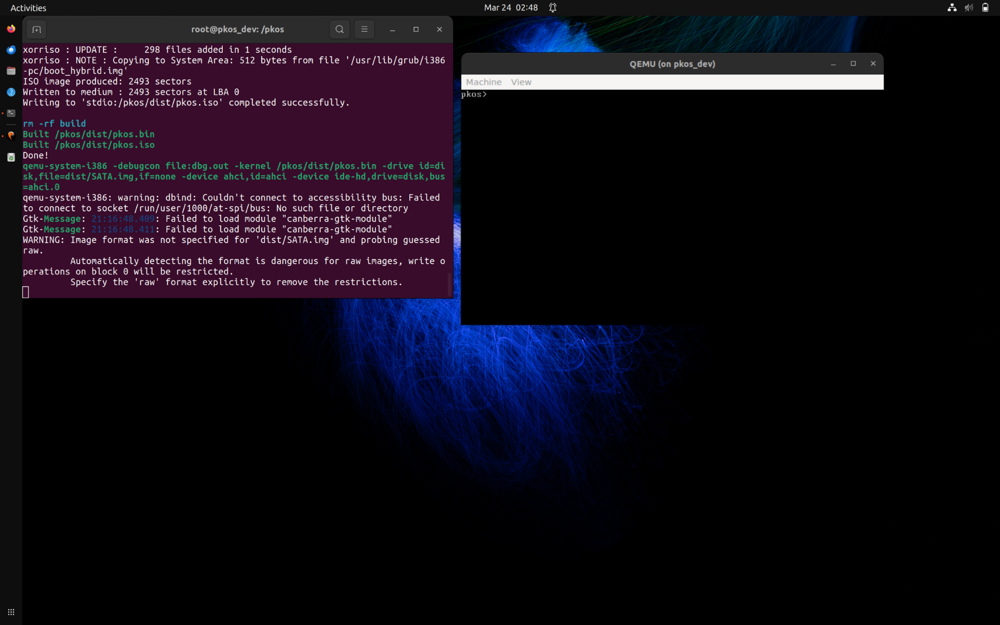 Activities
Mar 24 02:48
root@pkos_dev: /pkos
xorriso : UPDATE :     298 files added in 1 seconds
xorriso : NOTE : Copying to System Area: 512 bytes from file '/usr/lib/grub/i386
-pc/boot_hybrid.img'
ISO image produced: 2493 sectors
Written to medium : 2493 sectors at LBA 0
Writing to 'stdio:/pkos/dist/pkos.iso' completed successfully.
rm -rf build
Built /pkos/dist/pkos.bin
Built /pkos/dist/pkos.iso
Done!
qemu-system-i386 -debugcon file:dbg.out -kernel /pkos/dist/pkos.bin -drive id=di
sk,file=dist/SATA.img,if=none -device ahci,id=ahci -device ide-hd,drive=disk,bus
=ahci.0
qemu-system-i386: warning: dbind: Couldn't connect to accessibility bus: Failed
to connect to socket /run/user/1000/at-spi/bus: No such file or directory
Gtk-Message: 21:16:48.409: Failed to load module "canberra-gtk-module"
Gtk-Message: 21:16:48.411: Failed to load module "canberra-gtk-module"
WARNING: Image format was not specified for 'dist/SATA.img' and probing guessed
raw.
         Automatically detecting the format is dangerous for raw images, write o
perations on block 0 will be restricted.
         Specify the 'raw' format explicitly to remove the restrictions.
QEMU (on pkos_dev)
Machine View
pkos>